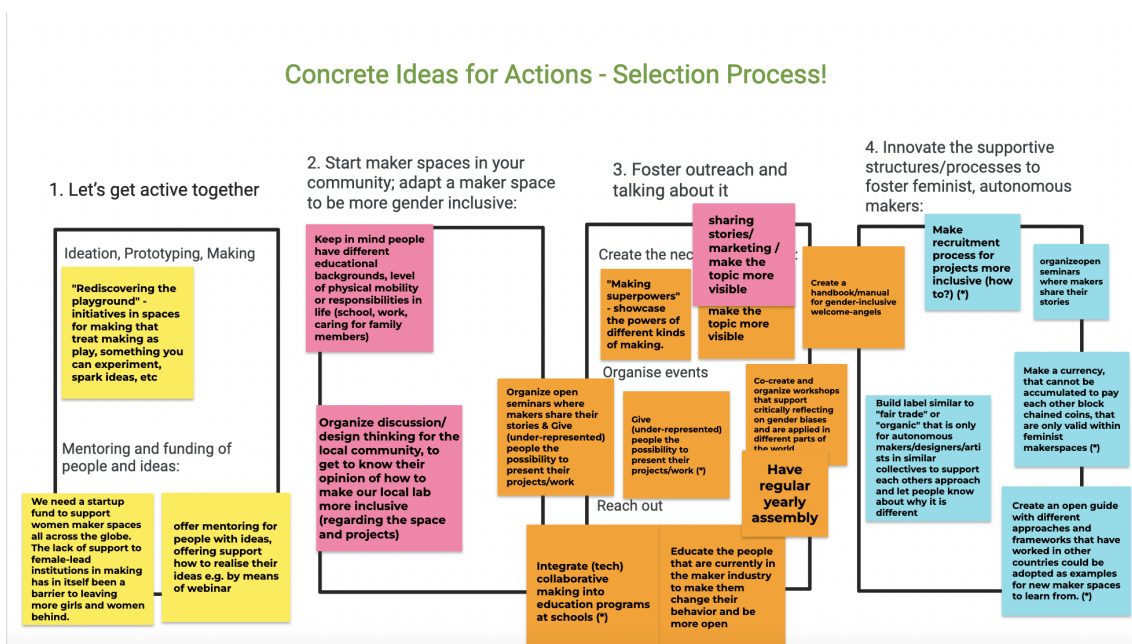 Concrete Ideas for Actions - Selection Process!
1. Let's get active together
Ideation, Prototyping, Making
"Rediscovering the
playground" -
initiatives in spaces
for making that
treat making as
play, something you
can experiment,
spark ideas, etc
Mentoring and funding of
people and ideas:
We need a startup
fund to support
women maker spaces
all across the globe.
The lack of support to
female-lead
institutions in making
has in itself been a
barrier to leaving
more girls and women
behind.
offer mentoring for
people with ideas,
offering support
how to realise their
ideas e.g. by means
of webinar
2. Start maker spaces in your
community; adapt a maker space
to be more gender inclusive:
Keep in mind people
have different
educational
backgrounds, level
of physical mobility
or responsibilities in
life (school, work,
caring for family
members)
Organize discussion/
design thinking for the
local community, to
get to know their
opinion of how to
make our local lab
more inclusive
(regarding the space
and projects)
3. Foster outreach and
talking about it
Create the nec
:
sharing
stories/
marketing /
make the
topic more
visible
"Making
superpowers"
- showcase
the powers of
different kinds
of making.
make the
topic more
visible
Create a
handbook/manual
for gender-inclusive
welcome-angels
Organise events
Organize open
seminars where
makers share their
stories & Give
(under-represented)
people the
possibility to
present their
projects/work
Give
(under-represented)
people the
possibility to
present their
projects/work (*)
Co-create and
organize workshops
that support
critically reflecting
on gender biases
and are applied in
different parts of
the world
Have
regular
yearly
assembly
Reach out
Integrate (tech)
collaborative
making into
education programs
at schools (*)
Educate the people
that are currently in
the maker industry
to make them
change their
behavior and be
more open
4. Innovate the supportive
structures/processes to
foster feminist, autonomous
makers:
Make
recruitment
process for
projects more
inclusive (how
to?) (*)
organizeopen
seminars
where makers
share their
stories
Build label similar to
"fair trade" or
"organic" that is only
for autonomous
makers/designers/arti
sts in similar
collectives to support
each others approach
and let people know
about why it is
different
Make a currency,
that cannot be
accumulated to pay
each other block
chained coins, that
are only valid within
feminist
makerspaces (*)
Create an open guide
with different
approaches and
frameworks that have
worked in other
countries could be
adopted as examples
for new maker spaces
to learn from. (*)